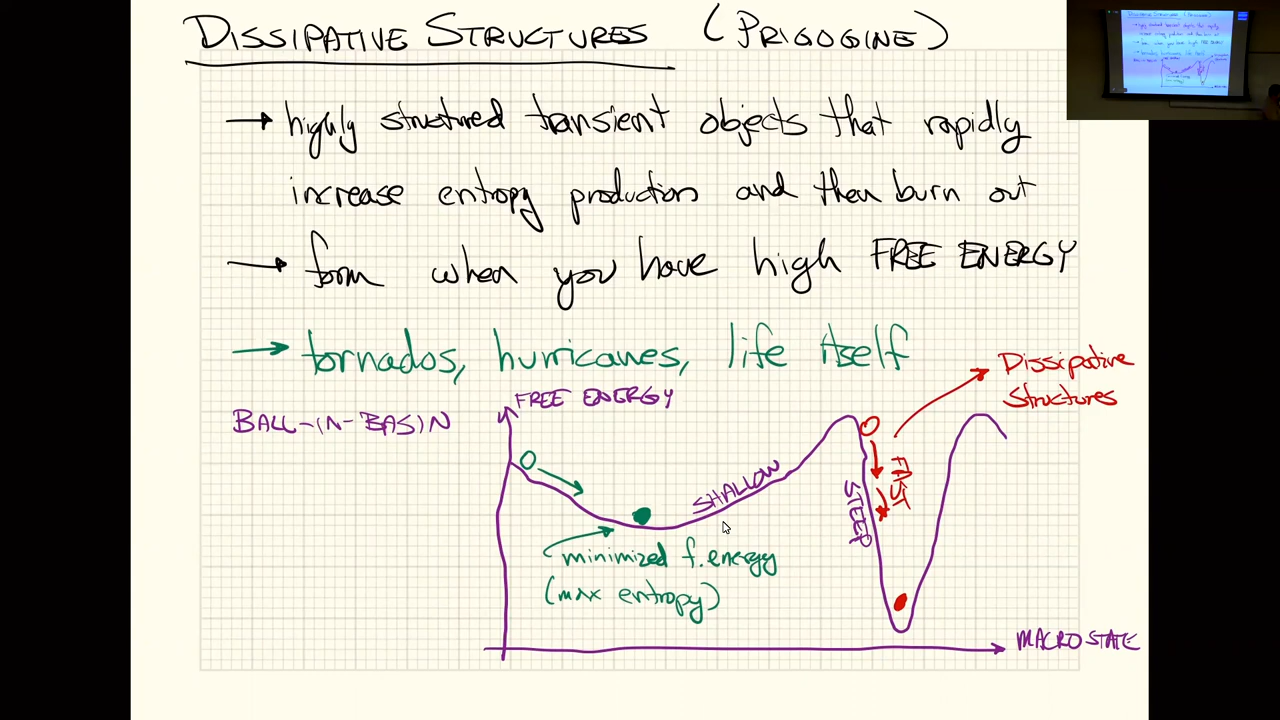 DISSIPATIVE STRUCTURES (PRIGOGINE)
→ highly structured transient objects that rapidly
increase entropy production and then burn out
→ form when you have high FREE ENERGY
→ tornados, hurricanes, life itself
Dissipative
Structures
BALL-IN-BASIN
FREE ENERGY
SHALLOW
STEEP
FAST
minimized f.energy
(max entropy)
MACROSTATE